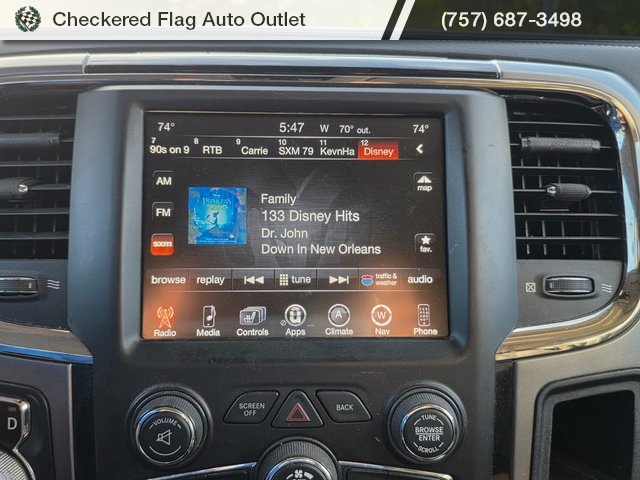 Checkered Flag Auto Outlet (757) 687-3498
74° 5:47 W 70° out. 74°
7 8 9 10 11 12
90s on 9 RTB Carrie SXM 79 KevnHa Disney
AM
FM
sxm
Family
133 Disney Hits
Dr. John
Down In New Orleans
map
fav.
browse replay tune traffic & weather audio
Radio Media Controls Apps Climate Nav Phone
A W
D
VOLUME
SCREEN OFF
BACK
TUNE
BROWSE
ENTER
SCROLL